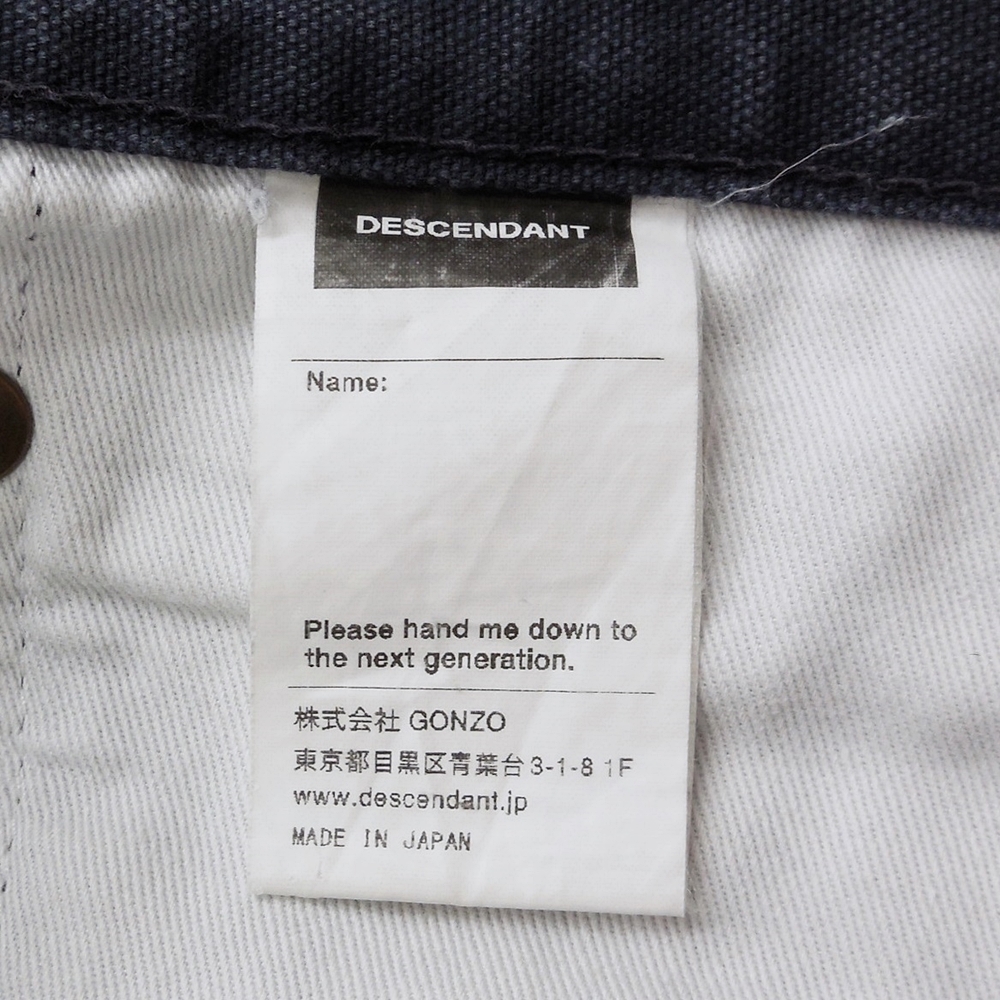 DESCENDANT
Name:
Please hand me down to
the next generation.
株式会社 GONZO
東京都目黒区青葉台3-1-8 1F
www.descendant.jp
MADE IN JAPAN